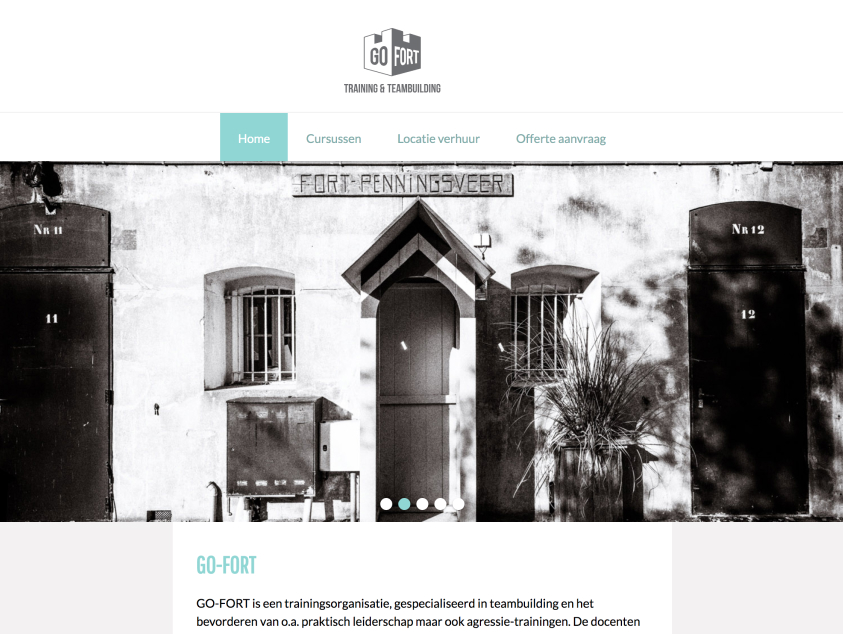 GO FORT
TRAINING & TEAMBUILDING
Home Cursussen Locatie verhuur Offerte aanvraag
FORT PENNINGSVEER
NR 11
NR 12
11
12
GO-FORT
GO-FORT is een trainingsorganisatie, gespecialiseerd in teambuilding en het
bevorderen van o.a. praktisch leiderschap maar ook agressie-trainingen. De docenten